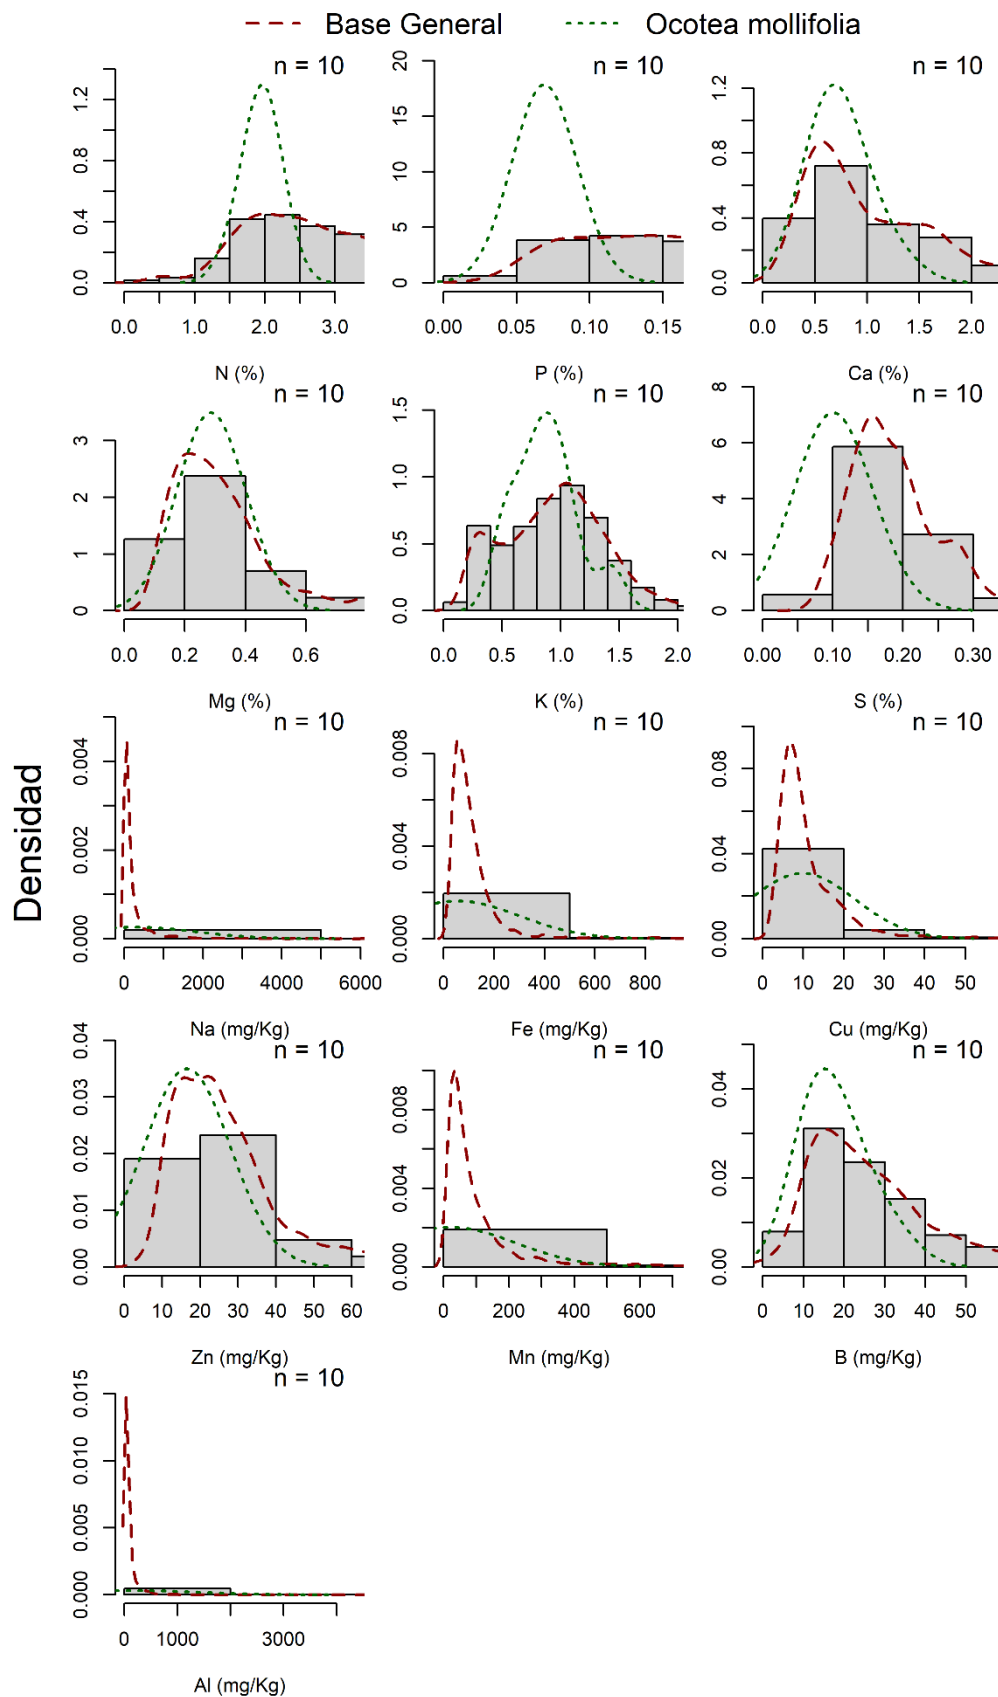 Base General Ocotea mollifolia
Densidad
n = 10
0.0 0.4 0.8 1.2
0.0 1.0 2.0 3.0
N (%)
n = 10
0 5 10 15 20
0.00 0.05 0.10 0.15
P (%)
n = 10
0.0 0.4 0.8 1.2
0.0 0.5 1.0 2.0
Ca (%)
n = 10
0 1 2 3
0.0 0.2 0.4 0.6
Mg (%)
n = 10
0.0 0.5 1.0 1.5
0.0 0.5 1.0 1.5 2.0
K (%)
n = 10
0 2 4 6 8
0.00 0.10 0.20 0.30
S (%)
n = 10
0.000 0.002 0.004
0 2000 4000 6000
Na (mg/Kg)
n = 10
0.000 0.004 0.008
0 200 400 600 800
Fe (mg/Kg)
n = 10
0.00 0.04 0.08
0 10 20 30 40 50
Cu (mg/Kg)
n = 10
0.00 0.01 0.02 0.03 0.04
0 10 20 30 40 50 60
Zn (mg/Kg)
n = 10
0.000 0.004 0.008
0 200 400 600
Mn (mg/Kg)
n = 10
0.00 0.02 0.04
0 10 20 30 40 50
B (mg/Kg)
n = 10
0.000 0.005 0.010 0.015
0 1000 3000
Al (mg/Kg)